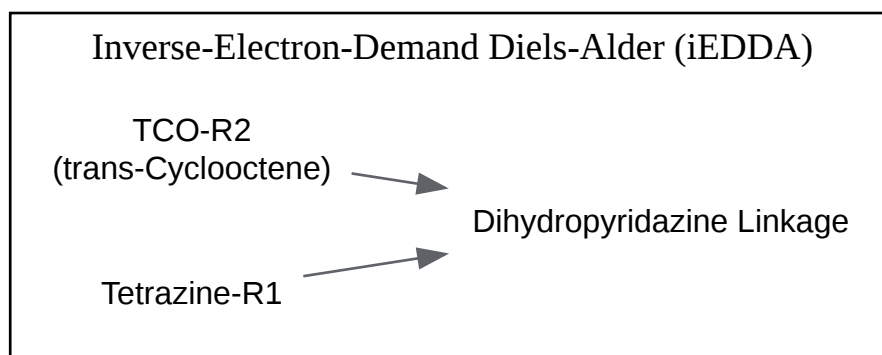 Inverse-Electron-Demand Diels-Alder (iEDDA)
TCO-R2
(trans-Cyclooctene)
Dihydropyridazine Linkage
Tetrazine-R1